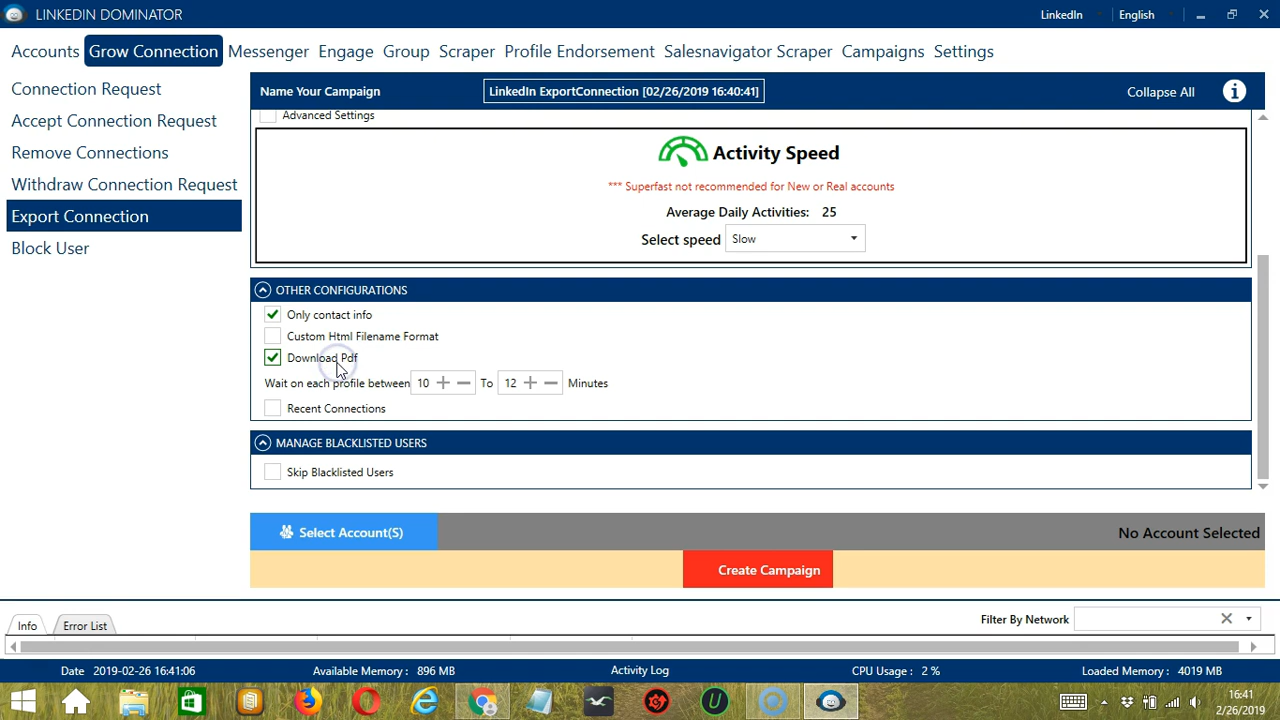 LINKEDIN DOMINATOR
LinkedIn English
Accounts Grow Connection Messenger Engage Group Scraper Profile Endorsement Salesnavigator Scraper Campaigns Settings
Connection Request
Accept Connection Request
Remove Connections
Withdraw Connection Request
Export Connection
Block User
Name Your Campaign LinkedIn ExportConnection [02/26/2019 16:40:41] Collapse All
Advanced Settings
Activity Speed
*** Superfast not recommended for New or Real accounts
Average Daily Activities: 25
Select speed Slow
OTHER CONFIGURATIONS
Only contact info
Custom Html Filename Format
Download Pdf
Wait on each profile between 10 To 12 Minutes
Recent Connections
MANAGE BLACKLISTED USERS
Skip Blacklisted Users
Select Account(S) No Account Selected
Create Campaign
Info Error List Filter By Network
Date 2019-02-26 16:41:06 Available Memory : 896 MB Activity Log CPU Usage : 2 % Loaded Memory : 4019 MB
16:41
2/26/2019